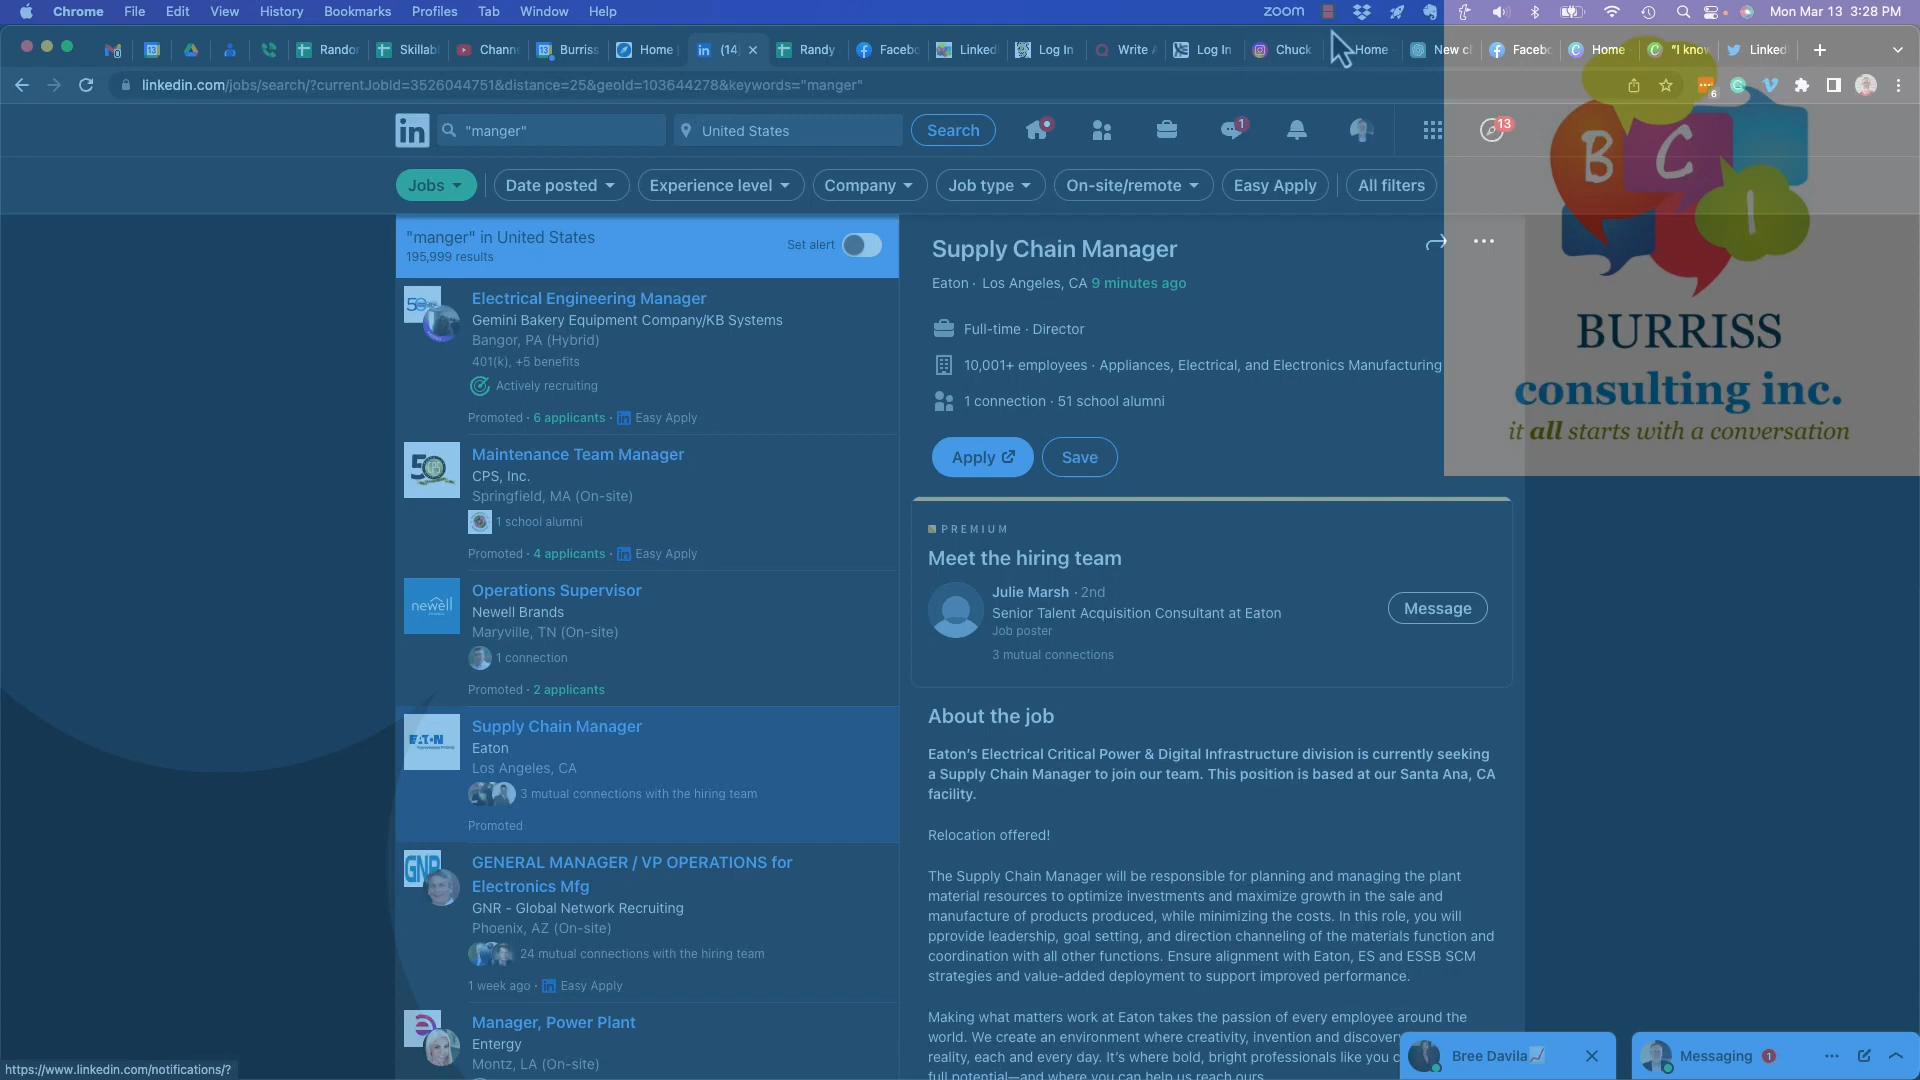 Chrome File Edit View History Bookmarks Profiles Tab Window Help zoom Mon Mar 13 3:28 PM
Randor Skillabl Chann Burriss Home (14 Randy Facebo Linked Log In Write A Log In Chuck Home New ch Facebo Home "I know Linked
linkedin.com/jobs/search/?currentJobId=3526044751&distance=25&geoId=103644278&keywords="manger"
6
in "manger" United States Search 1 13
Jobs Date posted Experience level Company Job type On-site/remote Easy Apply All filters
"manger" in United States
195,999 results
Set alert
Electrical Engineering Manager
Gemini Bakery Equipment Company/KB Systems
Bangor, PA (Hybrid)
401(k), +5 benefits
Actively recruiting
Promoted · 6 applicants · in Easy Apply
Maintenance Team Manager
CPS, Inc.
Springfield, MA (On-site)
1 school alumni
Promoted · 4 applicants · in Easy Apply
newell
Operations Supervisor
Newell Brands
Maryville, TN (On-site)
1 connection
Promoted · 2 applicants
Supply Chain Manager
Eaton
Los Angeles, CA
3 mutual connections with the hiring team
Promoted
GNR
GENERAL MANAGER / VP OPERATIONS for
Electronics Mfg
GNR - Global Network Recruiting
Phoenix, AZ (On-site)
24 mutual connections with the hiring team
1 week ago · in Easy Apply
Manager, Power Plant
Entergy
Montz, LA (On-site)
Supply Chain Manager
Eaton · Los Angeles, CA 9 minutes ago
Full-time · Director
10,001+ employees · Appliances, Electrical, and Electronics Manufacturing
1 connection · 51 school alumni
Apply Save
PREMIUM
Meet the hiring team
Julie Marsh · 2nd
Senior Talent Acquisition Consultant at Eaton
Job poster
3 mutual connections
Message
About the job
Eaton's Electrical Critical Power & Digital Infrastructure division is currently seeking
a Supply Chain Manager to join our team. This position is based at our Santa Ana, CA
facility.
Relocation offered!
The Supply Chain Manager will be responsible for planning and managing the plant
material resources to optimize investments and maximize growth in the sale and
manufacture of products produced, while minimizing the costs. In this role, you will
pprovide leadership, goal setting, and direction channeling of the materials function and
coordination with all other functions. Ensure alignment with Eaton, ES and ESSB SCM
strategies and value-added deployment to support improved performance.
Making what matters work at Eaton takes the passion of every employee around the
world. We create an environment where creativity, invention and discovery
reality, each and every day. It's where bold, bright professionals like you c
full potential—and where you can help us reach ours.
B C I
BURRISS
consulting inc.
it all starts with a conversation
Bree Davila
Messaging 1
https://www.linkedin.com/notifications/?